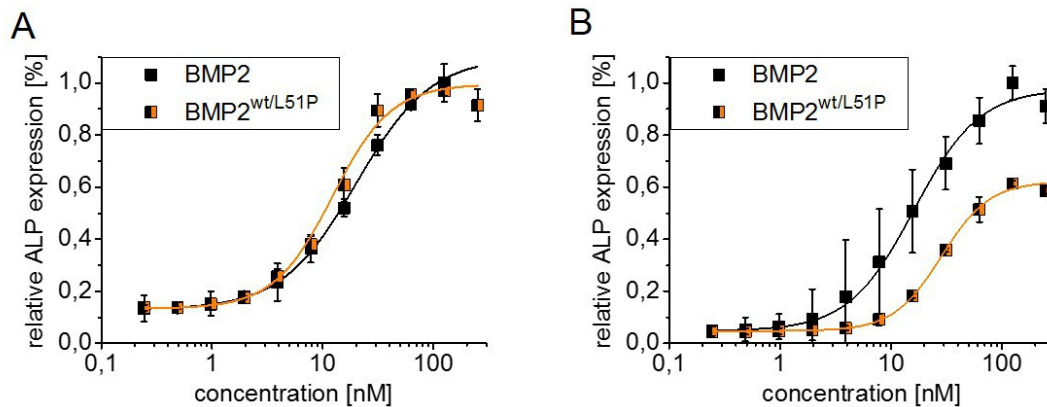 A
BMP2
BMP2wt/L51P
relative ALP expression [%]
1,0
0,8
0,6
0,4
0,2
0,0
0,1 1 10 100
concentration [nM]
B
BMP2
BMP2wt/L51P
relative ALP expression [%]
1,0
0,8
0,6
0,4
0,2
0,0
0,1 1 10 100
concentration [nM]